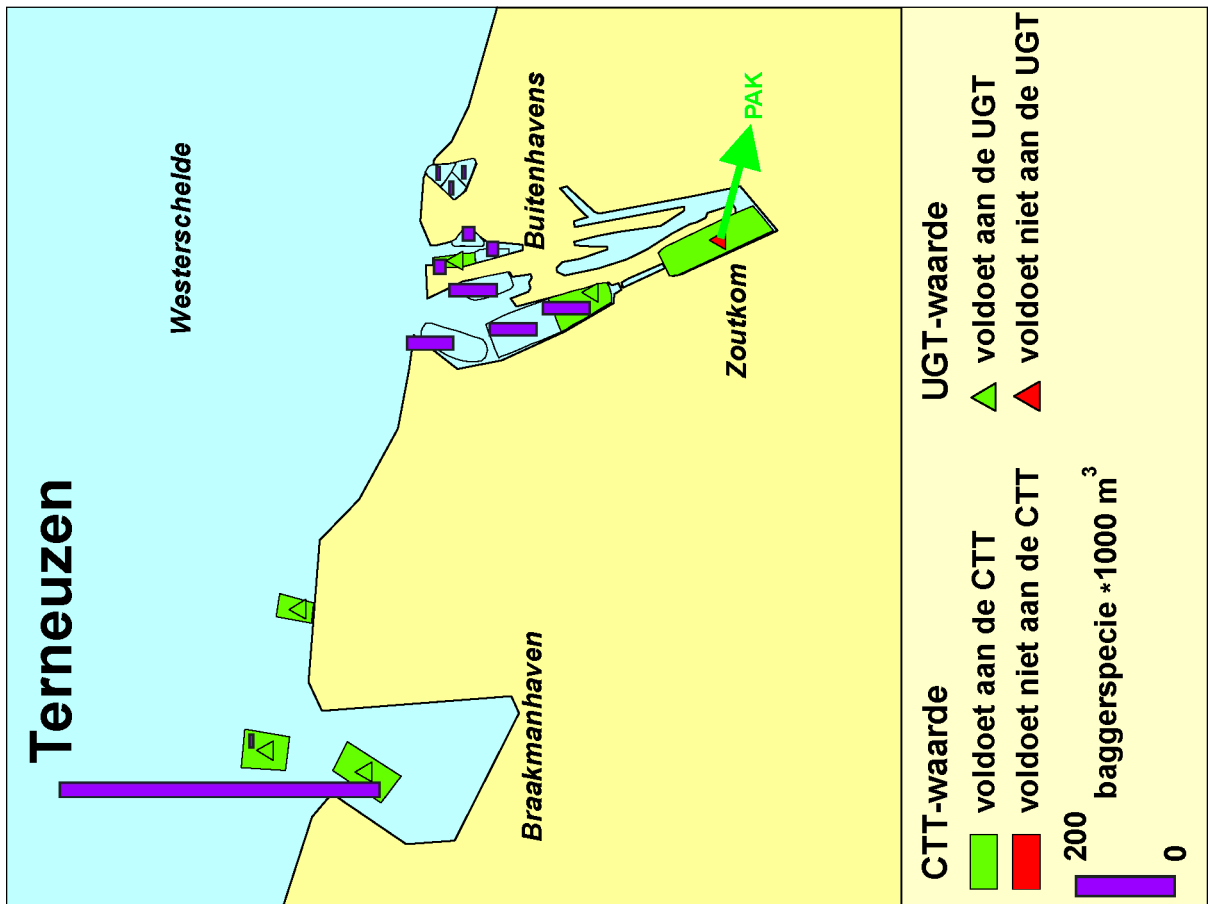 Terneuzen
Westerschelde
Braakmanhaven
Buitenhavens
Zoutkom
PAK
CTT-waarde
voldoet aan de CTT
voldoet niet aan de CTT
UGT-waarde
voldoet aan de UGT
voldoet niet aan de UGT
200
0
baggerspecie *1000 m³